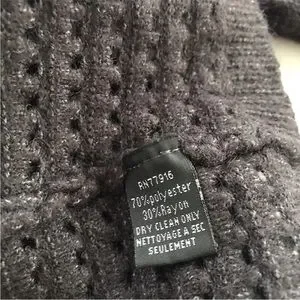 RN77916
70%polyester
30%Rayon
DRY CLEAN ONLY
NETTOYAGE A SEC
SEULEMENT